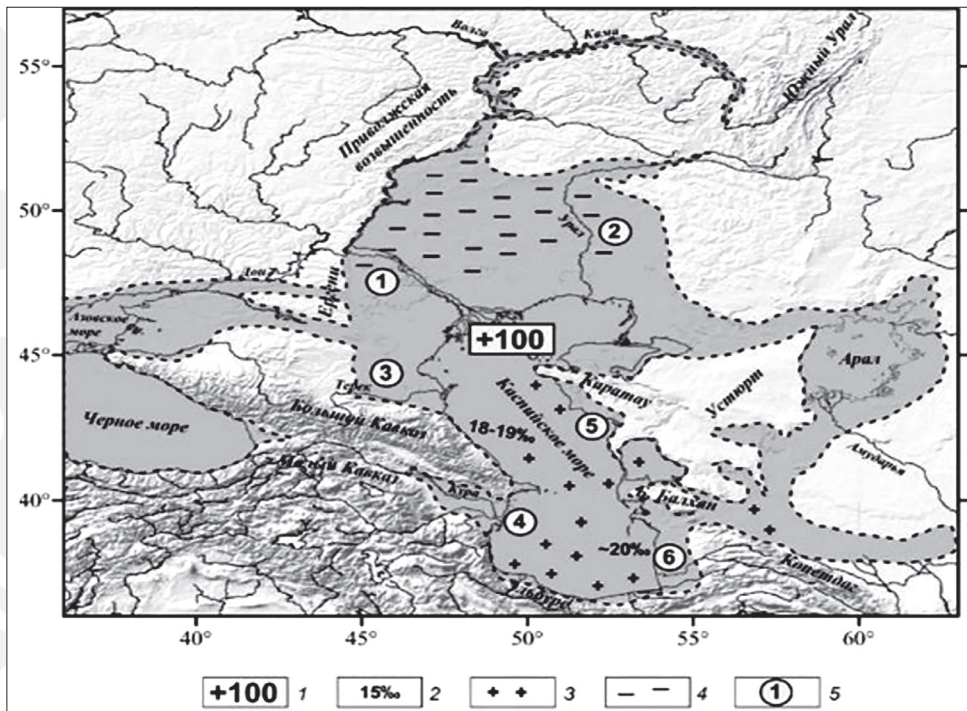 55°
50°
45°
40°
Волга
Кама
Южный Урал
Приволжская
возвышенность
Урал
2
1
Дон
Ергени
Азовское
море
+100
Арал
3
Терек
Каратау
Устюрт
Каспийское море
5
Черное море
Большой Кавказ
18-19‰
Малый Кавказ
Амударья
Кура
Б. Балхан
4
~20‰
6
Эльбурс
Копетдаг
40° 45° 50° 55° 60°
+100 1 15‰ 2 3 4 1 5